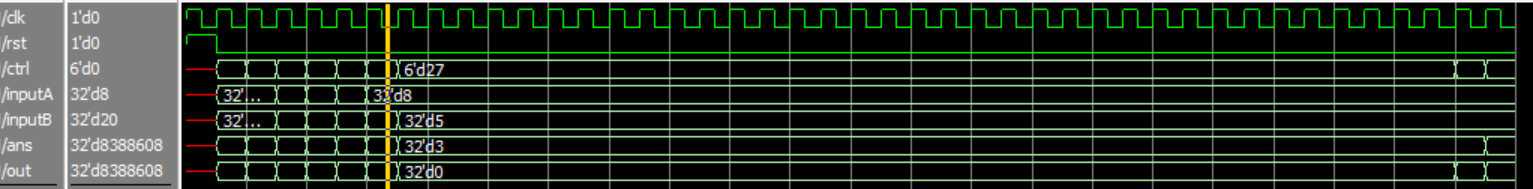 /clk 1'd0
/rst 1'd0
/ctrl 6'd0 6'd27
/inputA 32'd8 32'... 32'd8
/inputB 32'd20 32'... 32'd5
/ans 32'd8388608 32'd3
/out 32'd8388608 32'd0